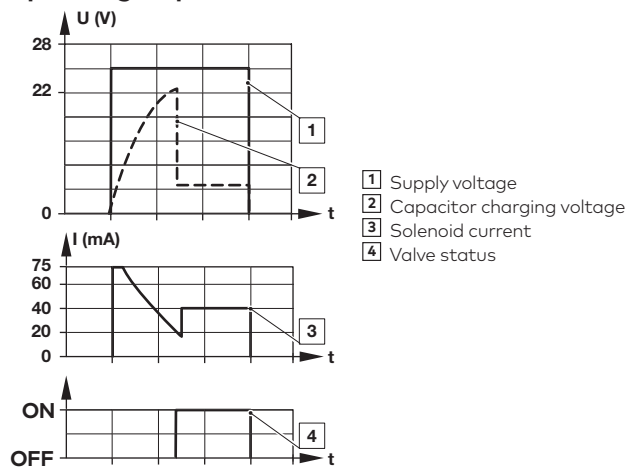 U (V)
28
22
0
t
1
2
1 Supply voltage
2 Capacitor charging voltage
3 Solenoid current
4 Valve status
I (mA)
75
60
40
20
0
t
3
ON
OFF
t
4